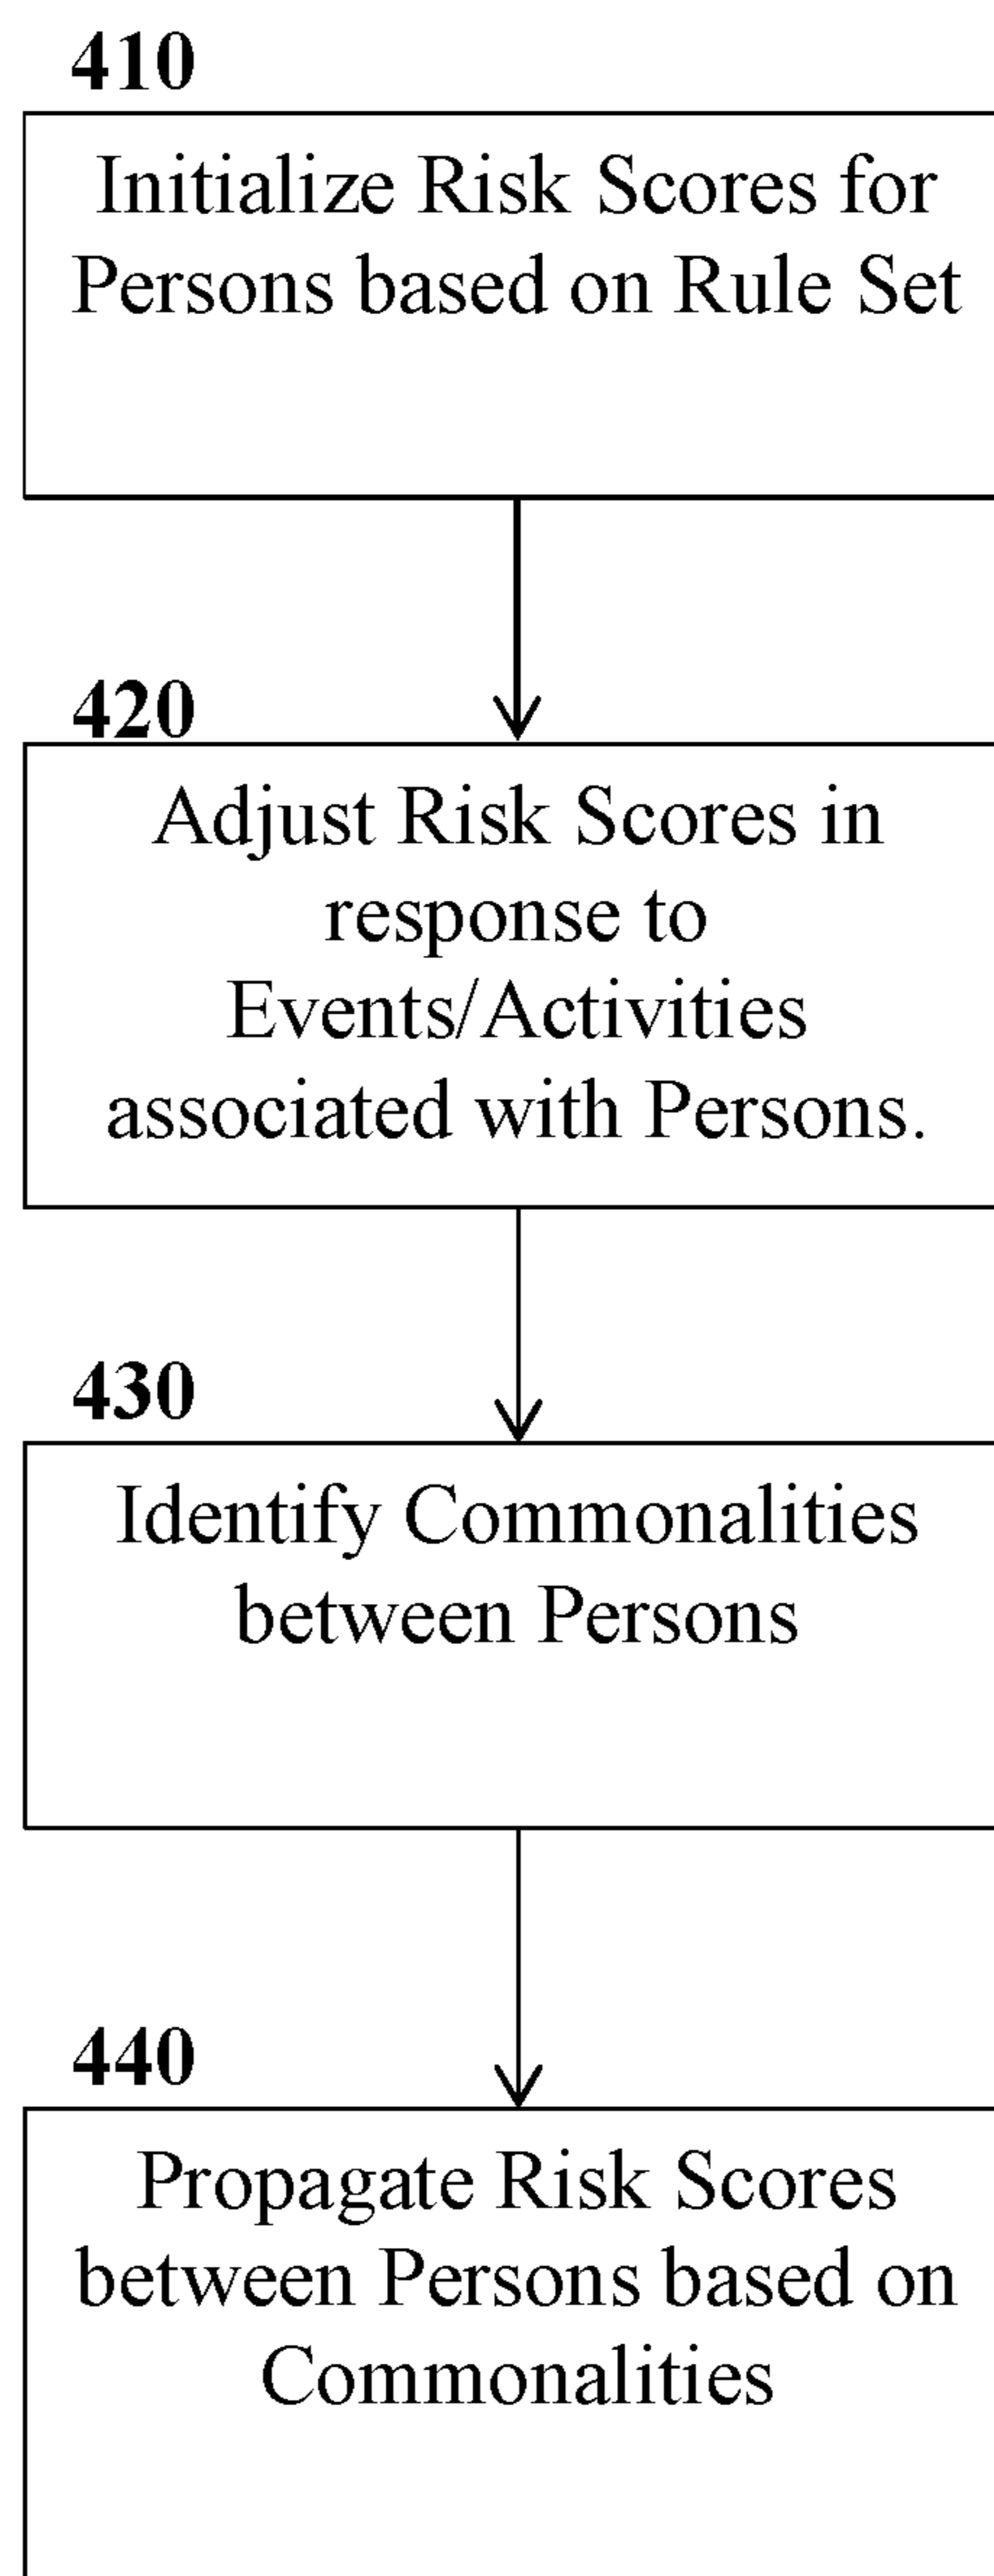 410
Initialize Risk Scores for
Persons based on Rule Set
420
Adjust Risk Scores in
response to
Events/Activities
associated with Persons.
430
Identify Commonalities
between Persons
440
Propagate Risk Scores
between Persons based on
Commonalities